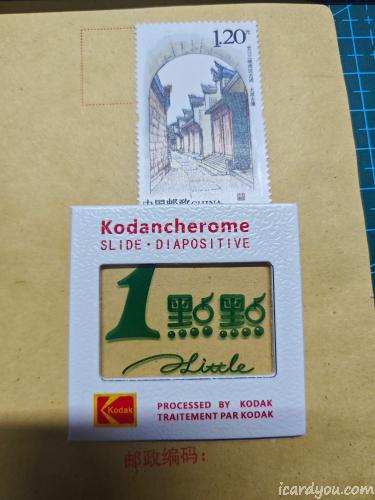 1.20
中国邮政 CHINA
Kodancherome
SLIDE · DIAPOSITIVE
1點點
a Little
Kodak
PROCESSED BY KODAK
TRAITEMENT PAR KODAK
邮政编码:
icardyou.com